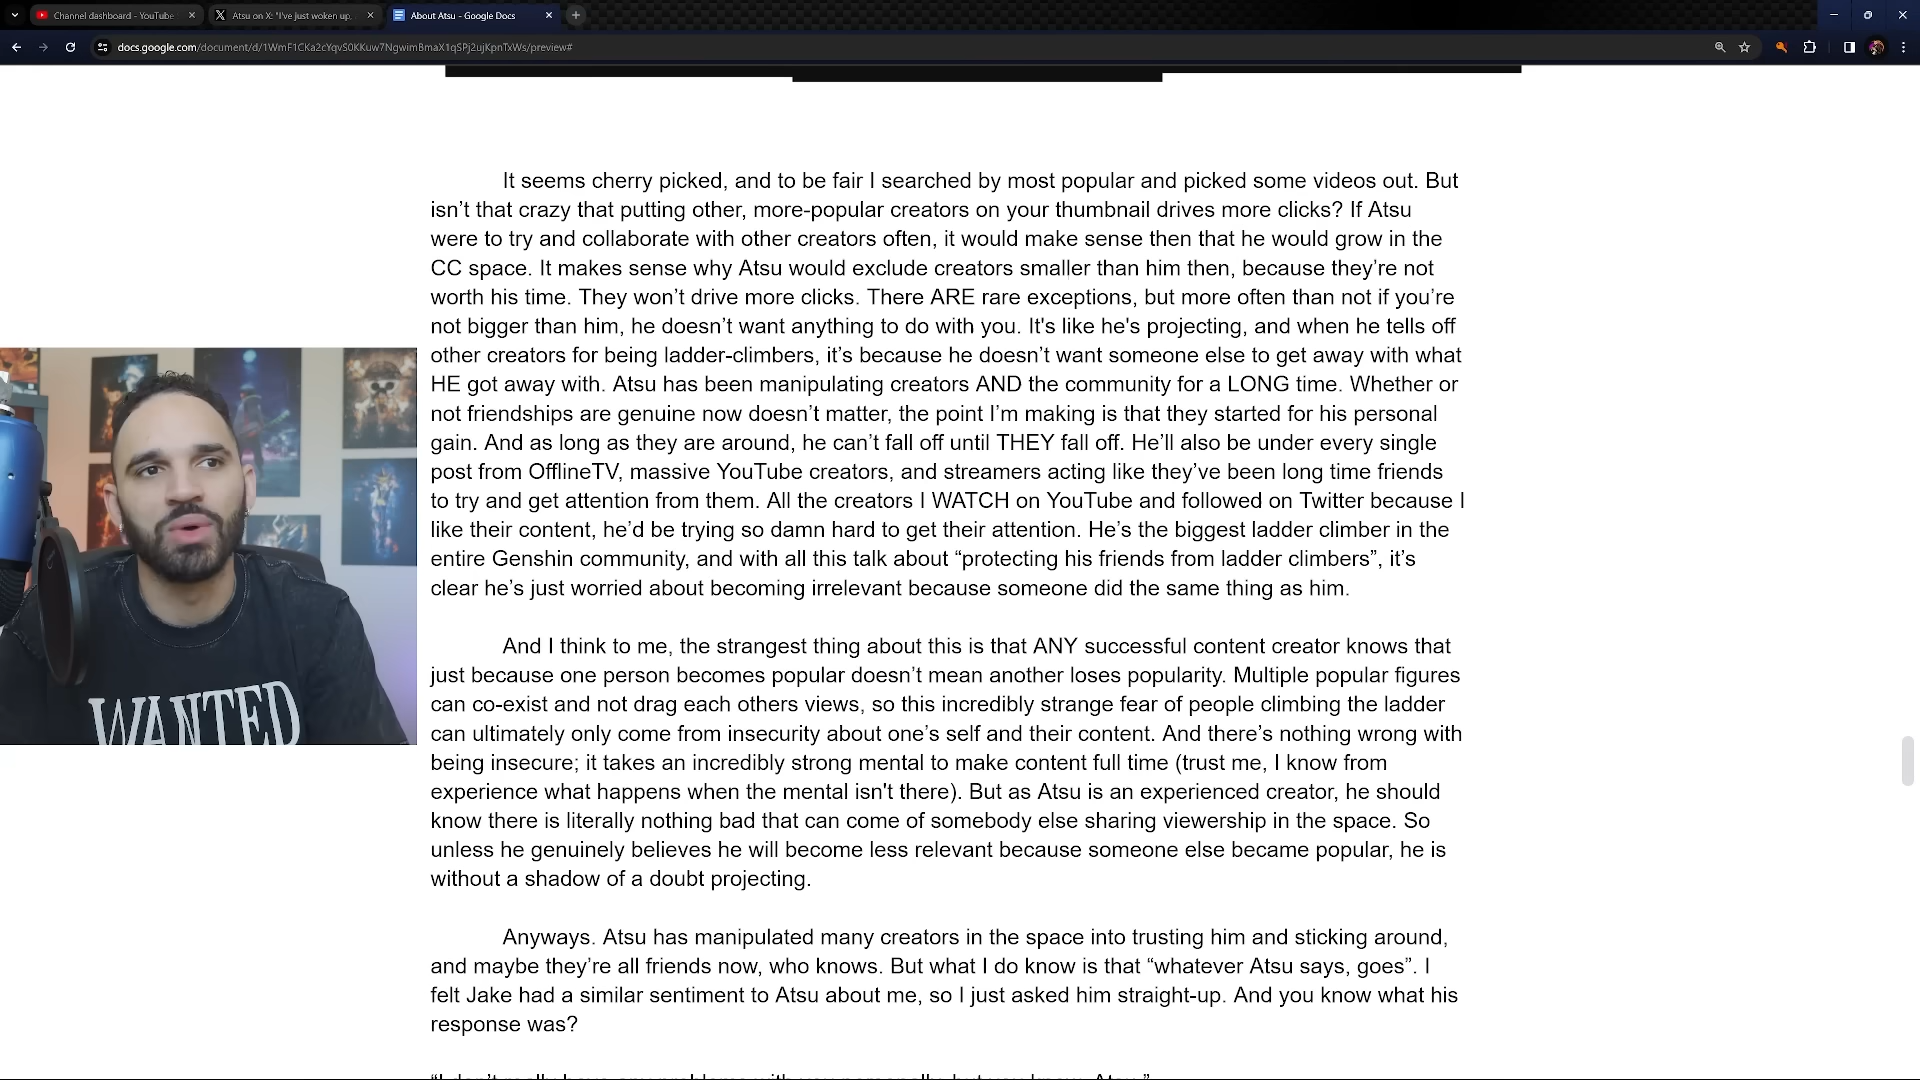 Channel dashboard - YouTube
Atsu on X: "I've just woken up,
About Atsu - Google Docs
docs.google.com/document/d/1WmF1CKa2cYqvS0KKuw7NgwimBmaX1qSPj2ujKpnTxWs/preview#
It seems cherry picked, and to be fair I searched by most popular and picked some videos out. But
isn’t that crazy that putting other, more-popular creators on your thumbnail drives more clicks? If Atsu
were to try and collaborate with other creators often, it would make sense then that he would grow in the
CC space. It makes sense why Atsu would exclude creators smaller than him then, because they’re not
worth his time. They won’t drive more clicks. There ARE rare exceptions, but more often than not if you’re
not bigger than him, he doesn’t want anything to do with you. It's like he's projecting, and when he tells off
other creators for being ladder-climbers, it’s because he doesn’t want someone else to get away with what
HE got away with. Atsu has been manipulating creators AND the community for a LONG time. Whether or
not friendships are genuine now doesn’t matter, the point I’m making is that they started for his personal
gain. And as long as they are around, he can’t fall off until THEY fall off. He’ll also be under every single
post from OfflineTV, massive YouTube creators, and streamers acting like they’ve been long time friends
to try and get attention from them. All the creators I WATCH on YouTube and followed on Twitter because I
like their content, he’d be trying so damn hard to get their attention. He’s the biggest ladder climber in the
entire Genshin community, and with all this talk about “protecting his friends from ladder climbers”, it’s
clear he’s just worried about becoming irrelevant because someone did the same thing as him.
And I think to me, the strangest thing about this is that ANY successful content creator knows that
just because one person becomes popular doesn’t mean another loses popularity. Multiple popular figures
can co-exist and not drag each others views, so this incredibly strange fear of people climbing the ladder
can ultimately only come from insecurity about one’s self and their content. And there’s nothing wrong with
being insecure; it takes an incredibly strong mental to make content full time (trust me, I know from
experience what happens when the mental isn't there). But as Atsu is an experienced creator, he should
know there is literally nothing bad that can come of somebody else sharing viewership in the space. So
unless he genuinely believes he will become less relevant because someone else became popular, he is
without a shadow of a doubt projecting.
Anyways. Atsu has manipulated many creators in the space into trusting him and sticking around,
and maybe they’re all friends now, who knows. But what I do know is that “whatever Atsu says, goes”. I
felt Jake had a similar sentiment to Atsu about me, so I just asked him straight-up. And you know what his
response was?
WANTED